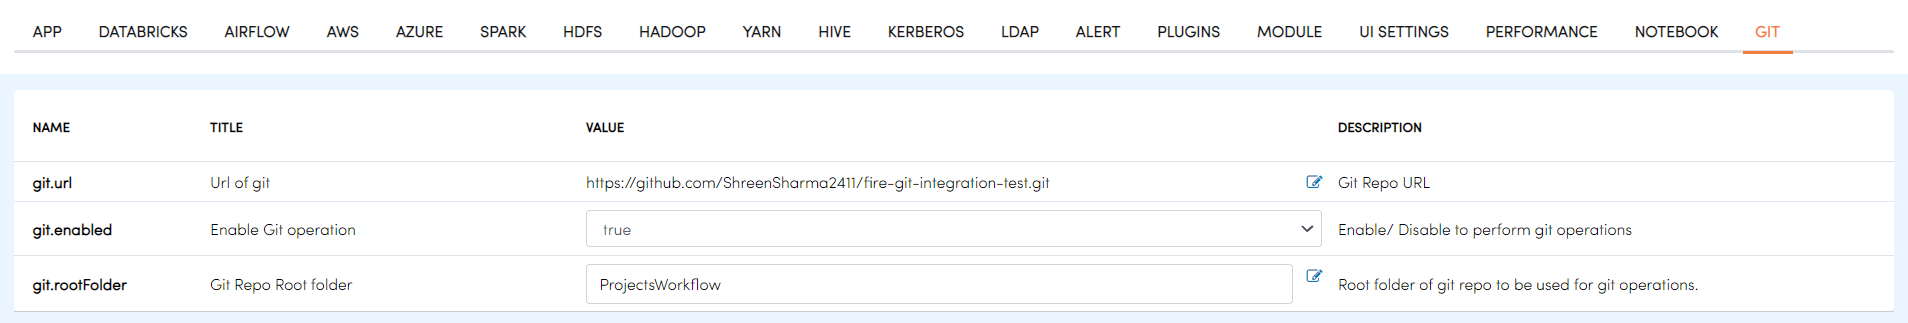 APP DATABRICKS AIRFLOW AWS AZURE SPARK HDFS HADOOP YARN HIVE KERBEROS LDAP ALERT PLUGINS MODULE UI SETTINGS PERFORMANCE NOTEBOOK GIT
NAME TITLE VALUE DESCRIPTION
git.url Url of git https://github.com/ShreenSharma2411/fire-git-integration-test.git Git Repo URL
git.enabled Enable Git operation true Enable/ Disable to perform git operations
git.rootFolder Git Repo Root folder ProjectsWorkflow Root folder of git repo to be used for git operations.